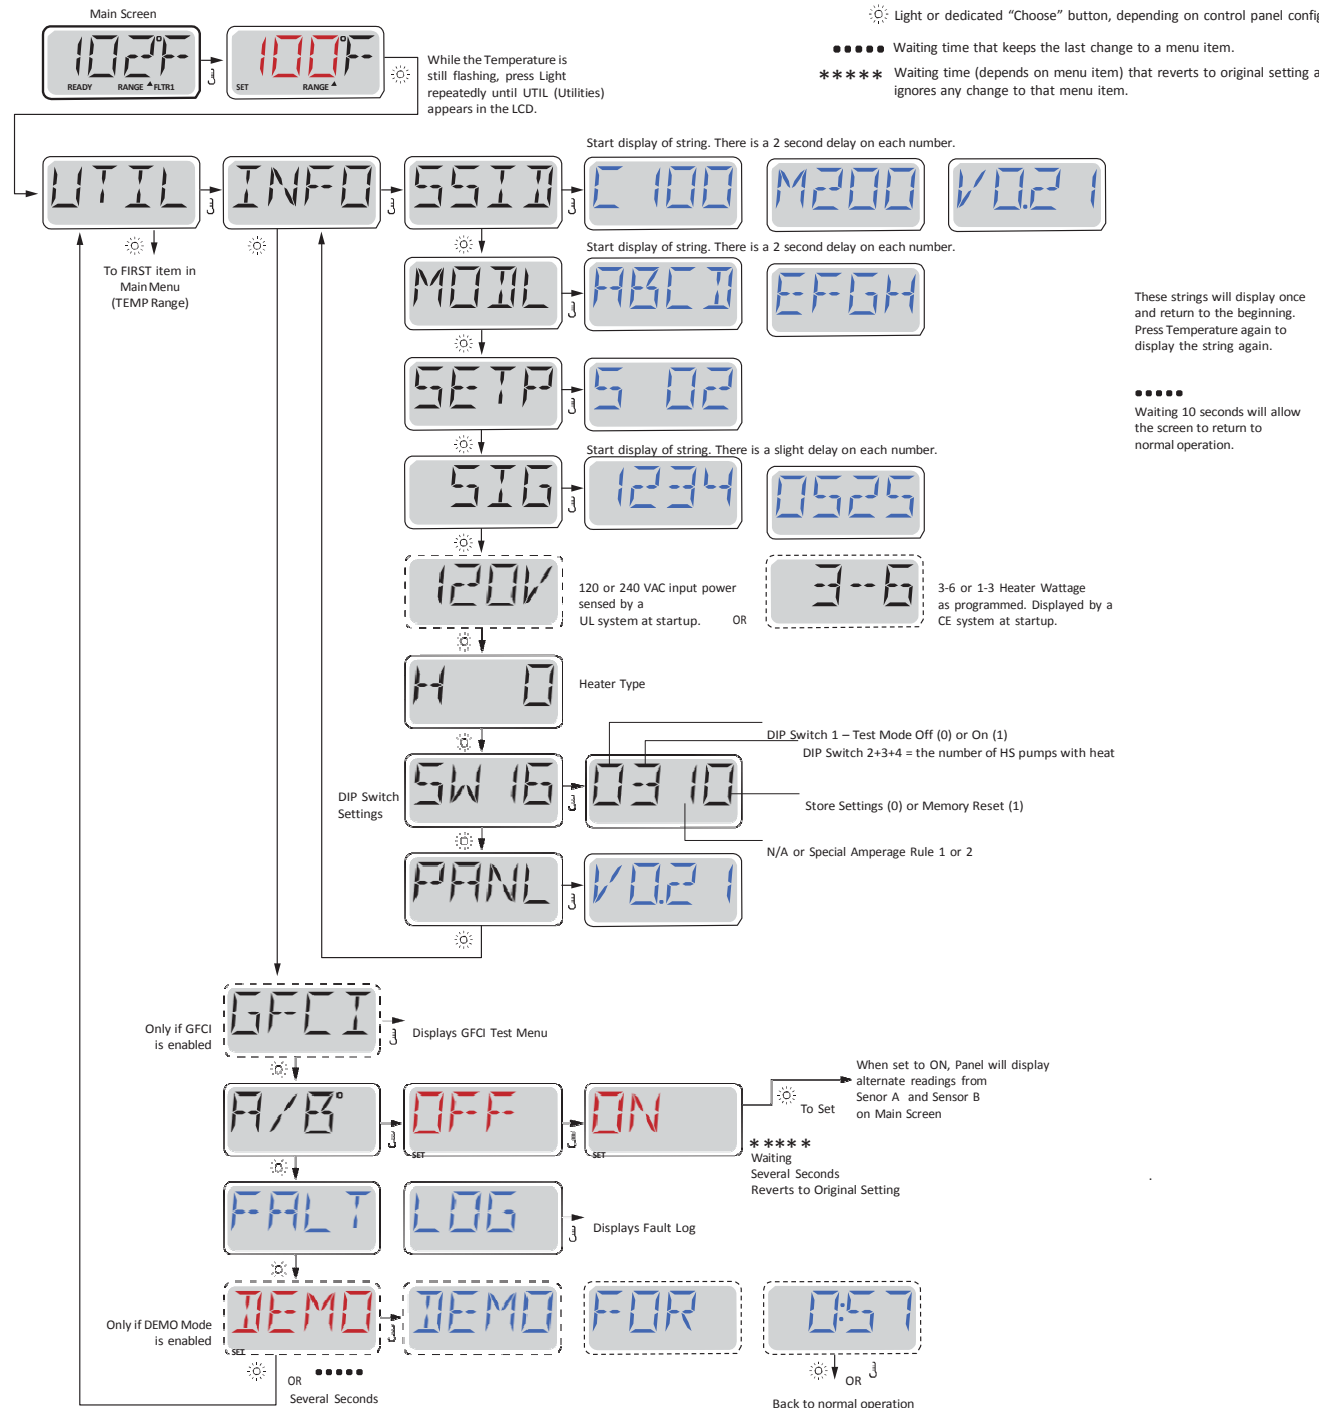 Main Screen
Light or dedicated “Choose” button, depending on control panel config
102°F
READY RANGE FLTR1
100°F
SET RANGE
While the Temperature is
still flashing, press Light
repeatedly until UTIL (Utilities)
appears in the LCD.
Waiting time that keeps the last change to a menu item.
***** Waiting time (depends on menu item) that reverts to original setting a
ignores any change to that menu item.
Start display of string. There is a 2 second delay on each number.
UTIL
INFO
SSID
C 100
M200
V0.21
To FIRST item in
Main Menu
(TEMP Range)
Start display of string. There is a 2 second delay on each number.
MODL
ABCD
EFGH
These strings will display once
and return to the beginning.
Press Temperature again to
display the string again.
SETP
S 02
Waiting 10 seconds will allow
the screen to return to
normal operation.
Start display of string. There is a slight delay on each number.
SIG
1234
0525
120V
120 or 240 VAC input power
sensed by a
UL system at startup.
OR
3-6
3-6 or 1-3 Heater Wattage
as programmed. Displayed by a
CE system at startup.
H 0
Heater Type
DIP Switch 1 – Test Mode Off (0) or On (1)
DIP Switch 2+3+4 = the number of HS pumps with heat
DIP Switch
Settings
SW 16
0310
Store Settings (0) or Memory Reset (1)
N/A or Special Amperage Rule 1 or 2
PANL
V0.21
Only if GFCI
is enabled
GFCI
Displays GFCI Test Menu
A/B°
OFF
SET
ON
SET
To Set
When set to ON, Panel will display
alternate readings from
Senor A and Sensor B
on Main Screen
*****
Waiting
Several Seconds
Reverts to Original Setting
.
FALT
LOG
Displays Fault Log
Only if DEMO Mode
is enabled
DEMO
SET
DEMO
FOR
0:57
OR
Several Seconds
OR
Back to normal operation